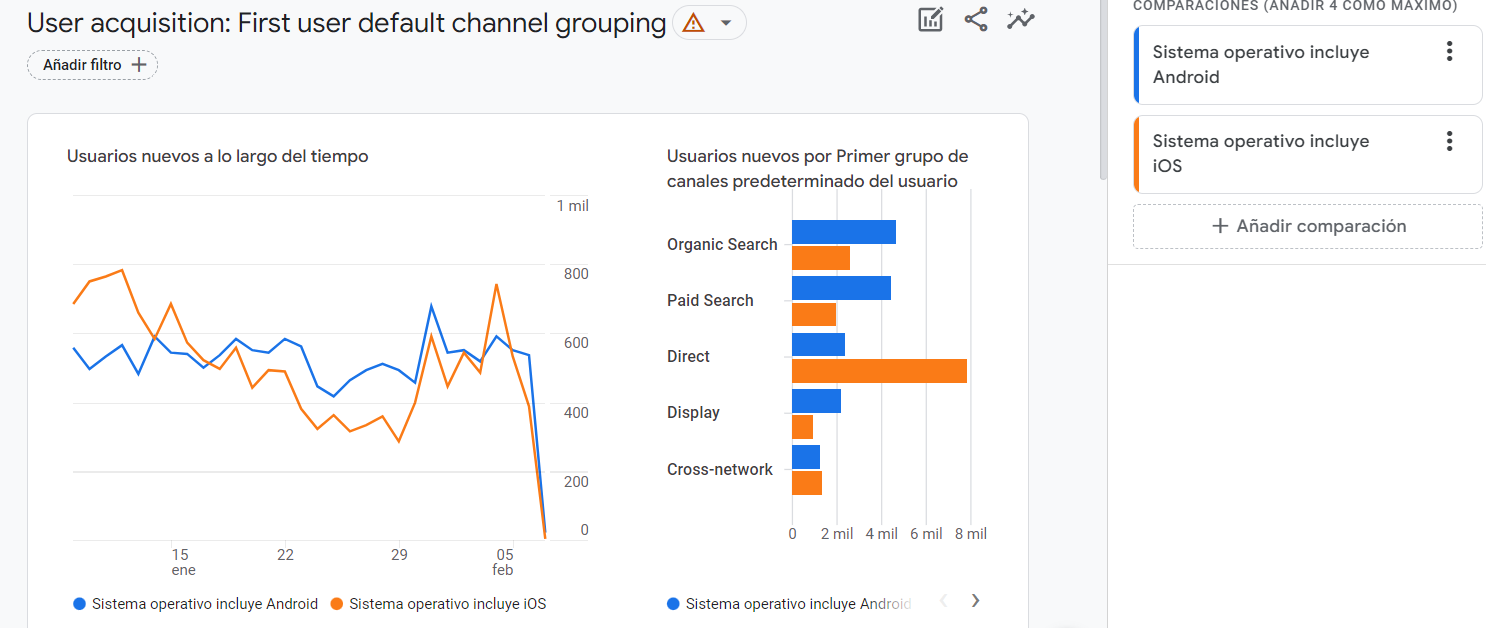 User acquisition: First user default channel grouping
Añadir filtro
Usuarios nuevos a lo largo del tiempo
1 mil
800
600
400
200
0
15
ene
22
29
05
feb
Sistema operativo incluye Android
Sistema operativo incluye iOS
Usuarios nuevos por Primer grupo de
canales predeterminado del usuario
Organic Search
Paid Search
Direct
Display
Cross-network
0
2 mil
4 mil
6 mil
8 mil
Sistema operativo incluye Android
COMPARACIONES (AÑADIR 4 COMO MÁXIMO)
Sistema operativo incluye
Android
Sistema operativo incluye
iOS
Añadir comparación